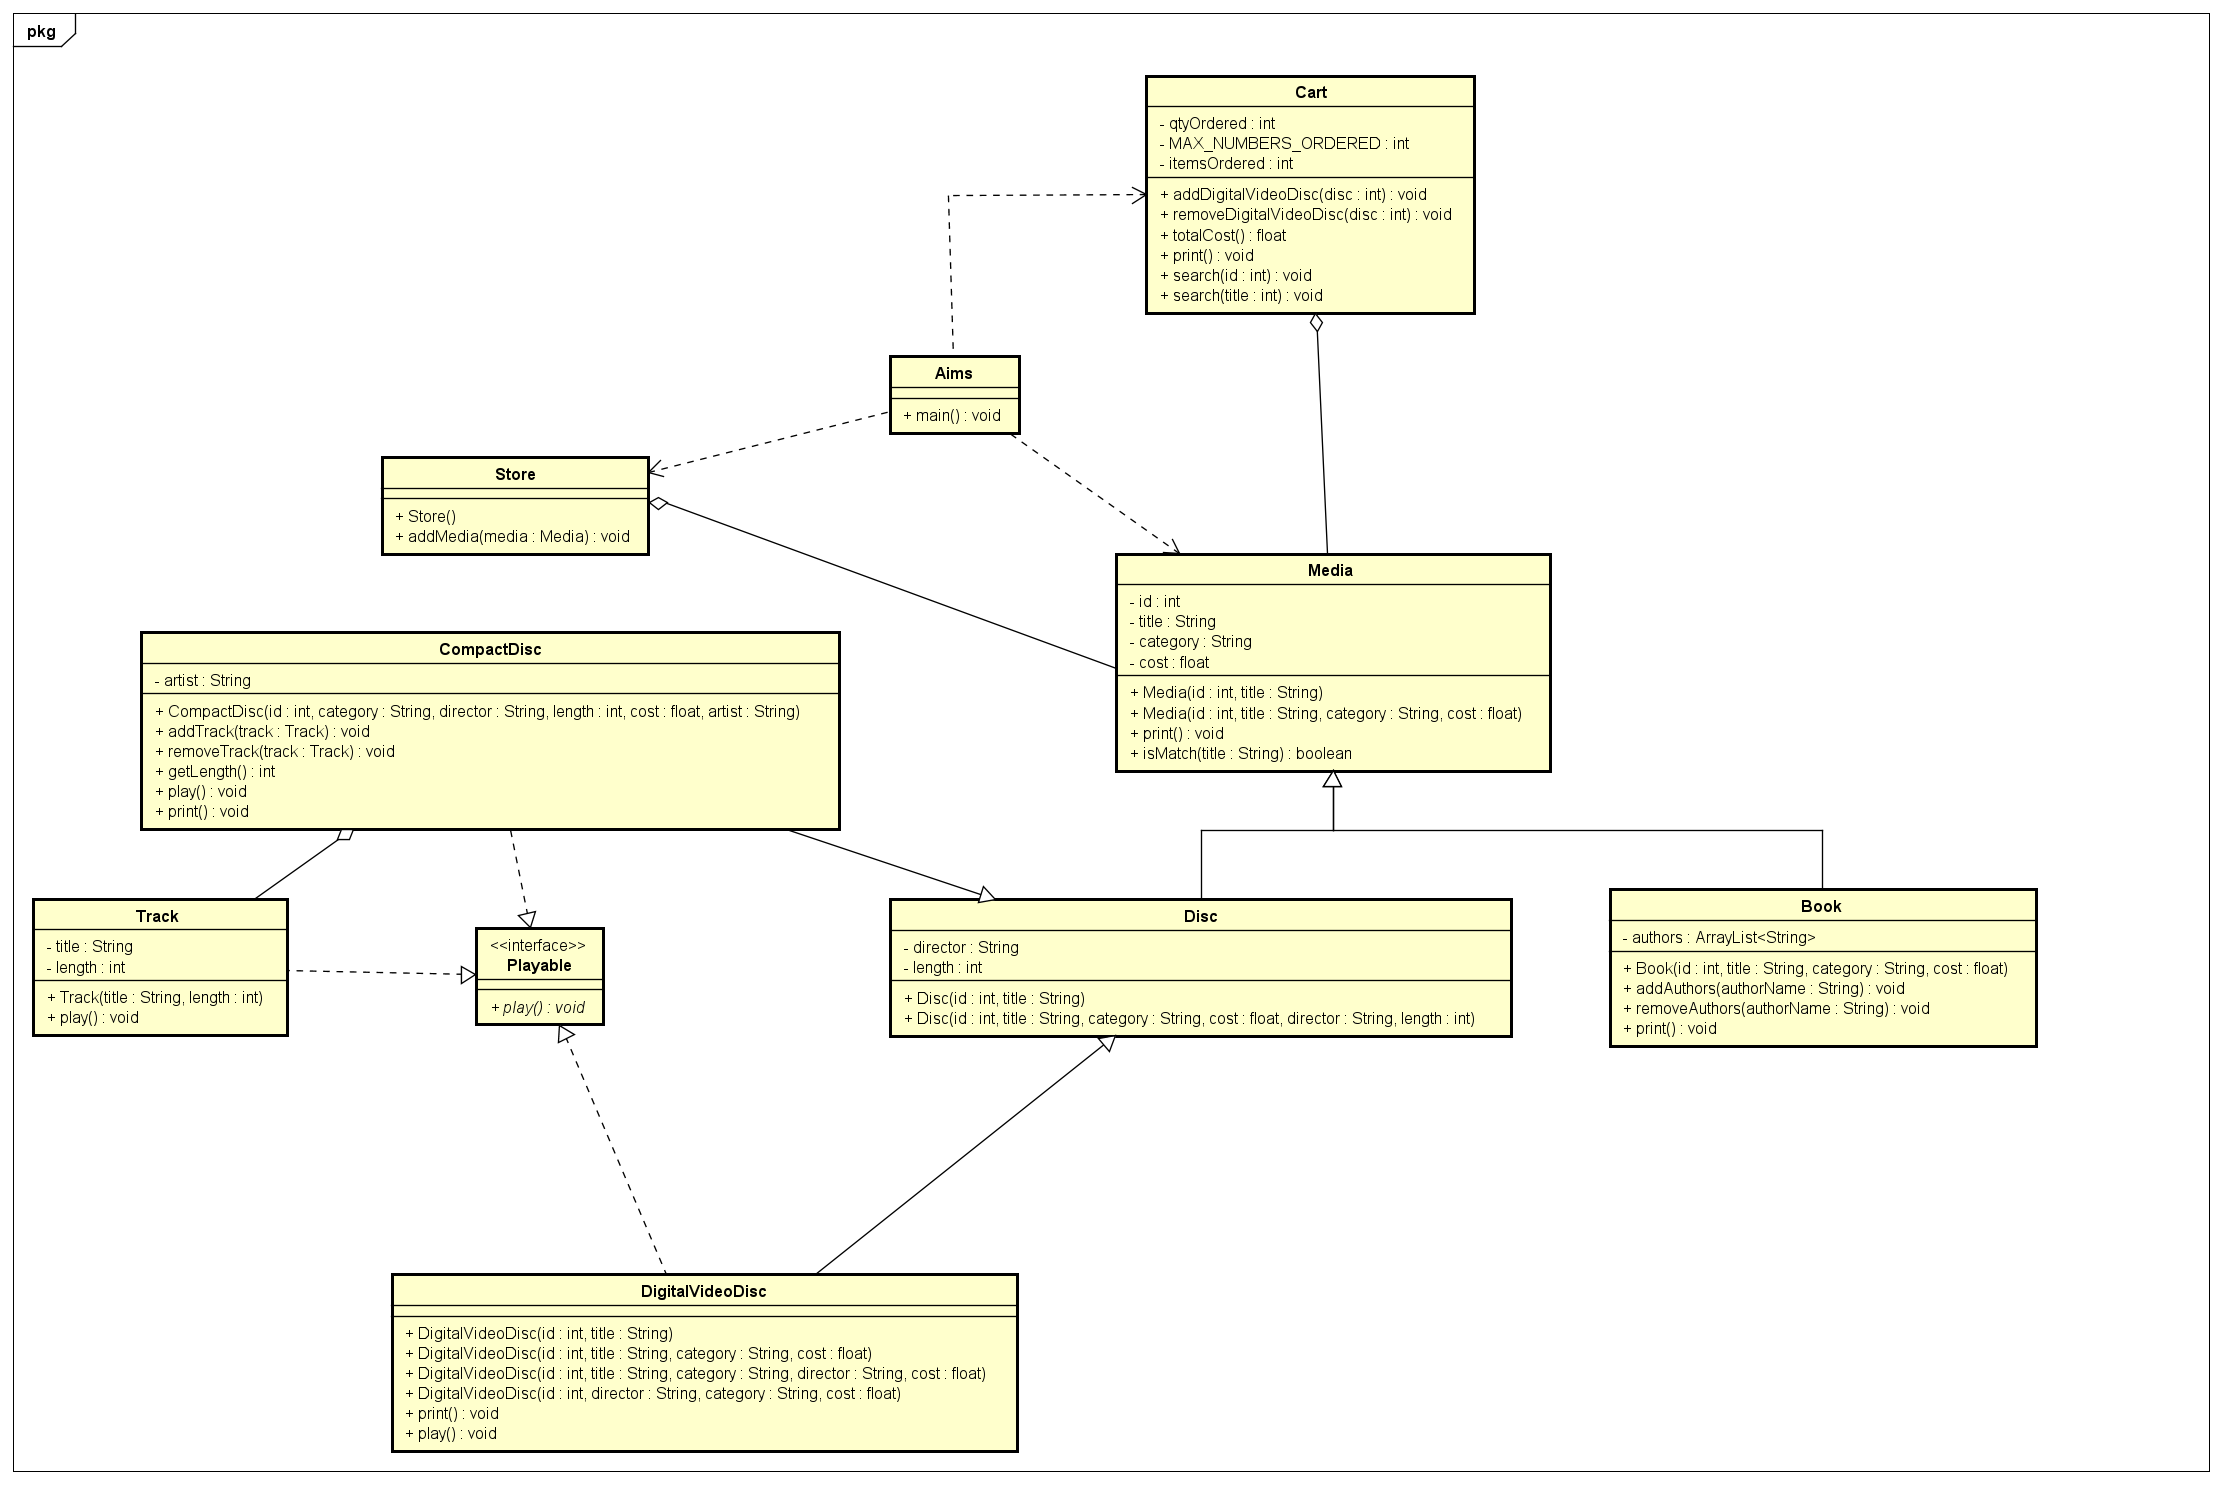 pkg
Cart
- qtyOrdered : int
- MAX_NUMBERS_ORDERED : int
- itemsOrdered : int
+ addDigitalVideoDisc(disc : int) : void
+ removeDigitalVideoDisc(disc : int) : void
+ totalCost() : float
+ print() : void
+ search(id : int) : void
+ search(title : int) : void
Aims
+ main() : void
Store
+ Store()
+ addMedia(media : Media) : void
Media
- id : int
- title : String
- category : String
- cost : float
+ Media(id : int, title : String)
+ Media(id : int, title : String, category : String, cost : float)
+ print() : void
+ isMatch(title : String) : boolean
CompactDisc
- artist : String
+ CompactDisc(id : int, category : String, director : String, length : int, cost : float, artist : String)
+ addTrack(track : Track) : void
+ removeTrack(track : Track) : void
+ getLength() : int
+ play() : void
+ print() : void
Track
- title : String
- length : int
+ Track(title : String, length : int)
+ play() : void
<<interface>>
Playable
+ play() : void
Disc
- director : String
- length : int
+ Disc(id : int, title : String)
+ Disc(id : int, title : String, category : String, cost : float, director : String, length : int)
Book
- authors : ArrayList<String>
+ Book(id : int, title : String, category : String, cost : float)
+ addAuthors(authorName : String) : void
+ removeAuthors(authorName : String) : void
+ print() : void
DigitalVideoDisc
+ DigitalVideoDisc(id : int, title : String)
+ DigitalVideoDisc(id : int, title : String, category : String, cost : float)
+ DigitalVideoDisc(id : int, title : String, category : String, director : String, cost : float)
+ DigitalVideoDisc(id : int, director : String, category : String, cost : float)
+ print() : void
+ play() : void